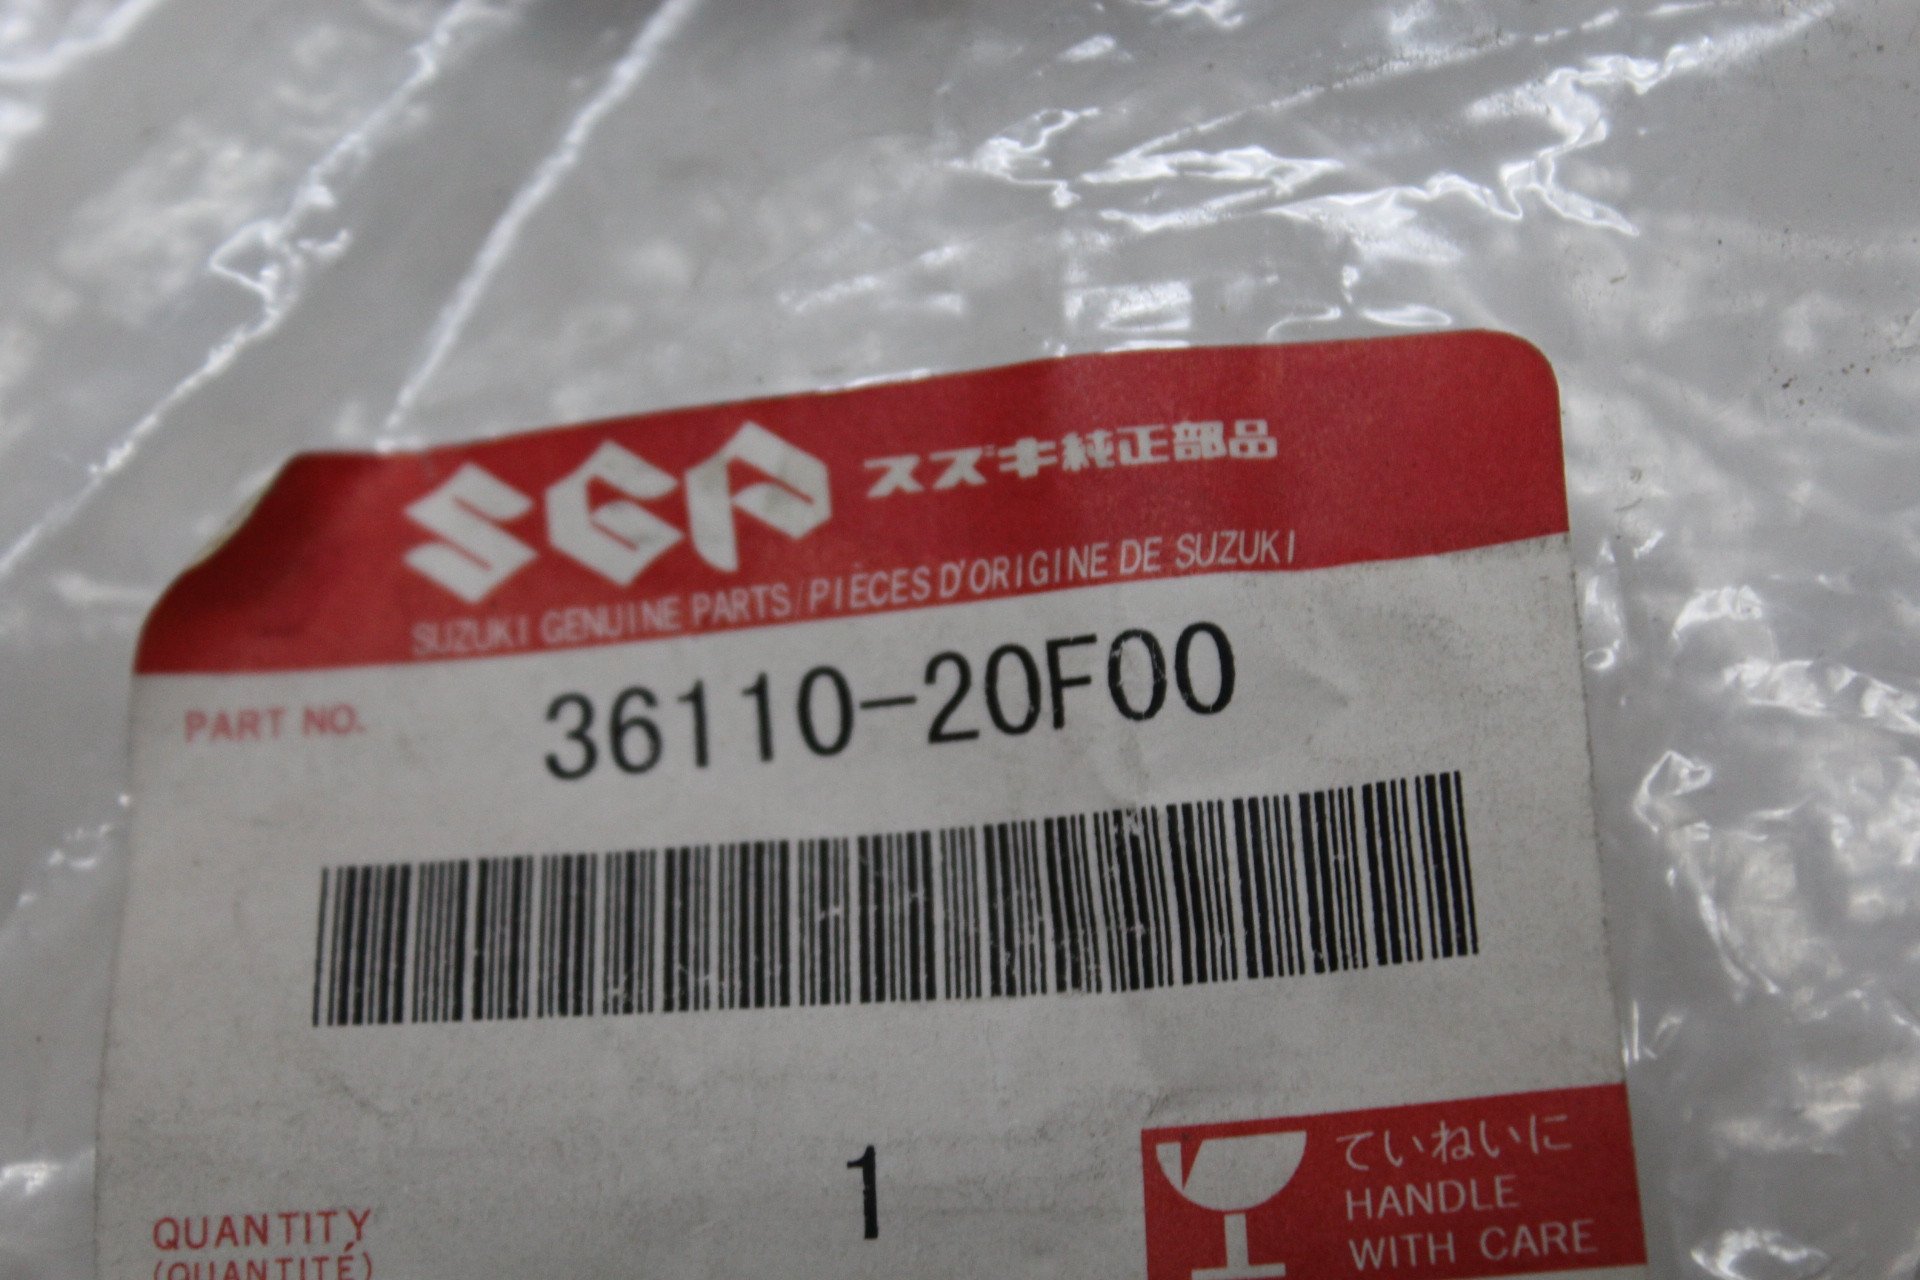 SGP スズキ純正部品
SUZUKI GENUINE PARTS/PIÈCES D'ORIGINE DE SUZUKI
PART NO. 36110-20F00
QUANTITY 1
(QUANTITÉ)
ていねいに
HANDLE
WITH CARE